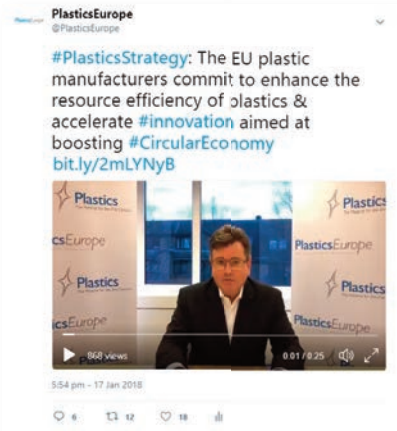 PlasticsEurope
@PlasticsEurope
#PlasticsStrategy: The EU plastic
manufacturers commit to enhance the
resource efficiency of plastics &
accelerate #innovation aimed at
boosting #CircularEconomy
bit.ly/2mLYNyB
Plastics
Plastics
csEurope
PlasticsEurope
Plastics
Plastics
icsEurope
PlasticsEurope
868 views
0:01 / 0:25
5:54 pm - 17 Jan 2018
6 12 18